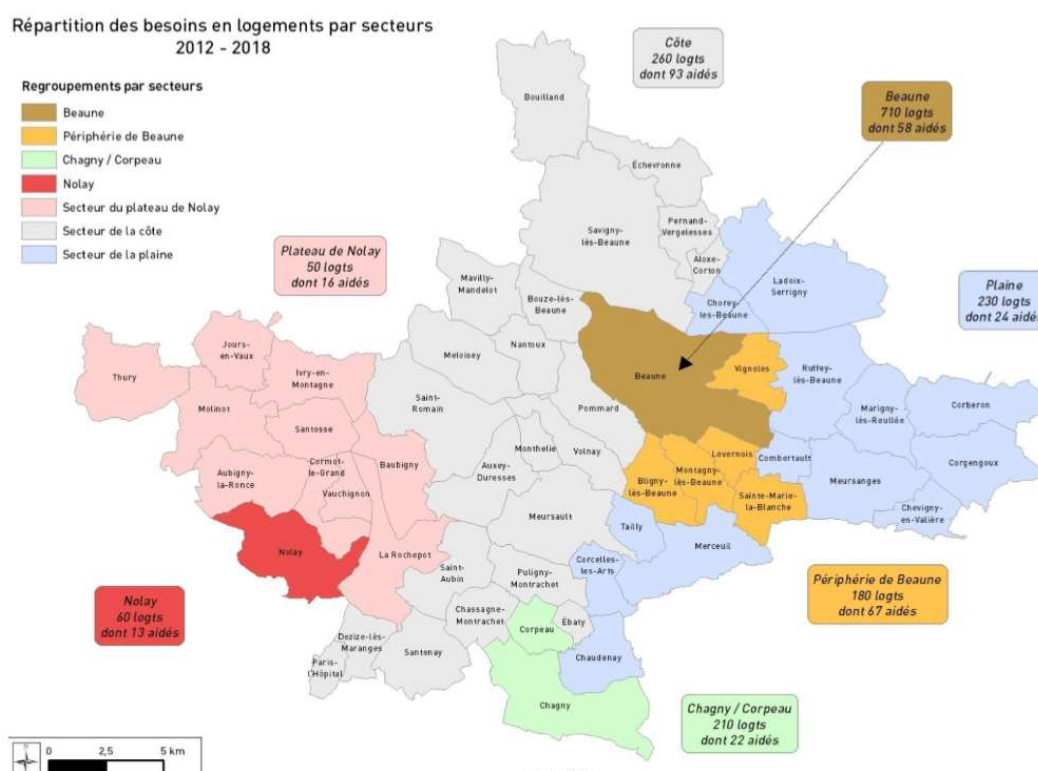 Répartition des besoins en logements par secteurs
2012 - 2018
Regroupements par secteurs
Beaune
Périphérie de Beaune
Chagny / Corpeau
Nolay
Secteur du plateau de Nolay
Secteur de la côte
Secteur de la plaine
Côte
260 logts
dont 93 aidés
Beaune
710 logts
dont 58 aidés
Plateau de Nolay
50 logts
dont 16 aidés
Plaine
230 logts
dont 24 aidés
Nolay
60 logts
dont 13 aidés
Périphérie de Beaune
180 logts
dont 67 aidés
Chagny / Corpeau
210 logts
dont 22 aidés
Bouilland
Échevronne
Savigny-
lès-Beaune
Pernand-
Vergelesses
Aloxe-
Corton
Ladoix-
Serrigny
Chorey-
les-Beaune
Mavilly-
Mandelot
Bouze-lès-
Beaune
Nantoux
Meloisey
Beaune
Vignoles
Ruffey-
lès-Beaune
Marigny-
lès-Reullée
Corberon
Corgengoux
Jours-
en-Vaux
Thury
Ivry-en-
Montagne
Molinot
Santosse
Saint-
Romain
Pommard
Monthelie
Volnay
Auxey-
Duresses
Levernois
Combertault
Montagny-
lès-Beaune
Bligny-
lès-Beaune
Sainte-Marie-
la-Blanche
Meursanges
Chevigny-
en-Valière
Aubigny-
la-Ronce
Cormot-
le-Grand
Vauchignon
Baubigny
Meursault
Tailly
Merceuil
Nolay
La Rochepot
Saint-
Aubin
Puligny-
Montrachet
Corcelles-
les-Arts
Chassagne-
Montrachet
Corpeau
Ébaty
Dezize-lès-
Maranges
Paris-
l'Hôpital
Santenay
Chaudenay
Chagny
0 2,5 5 km